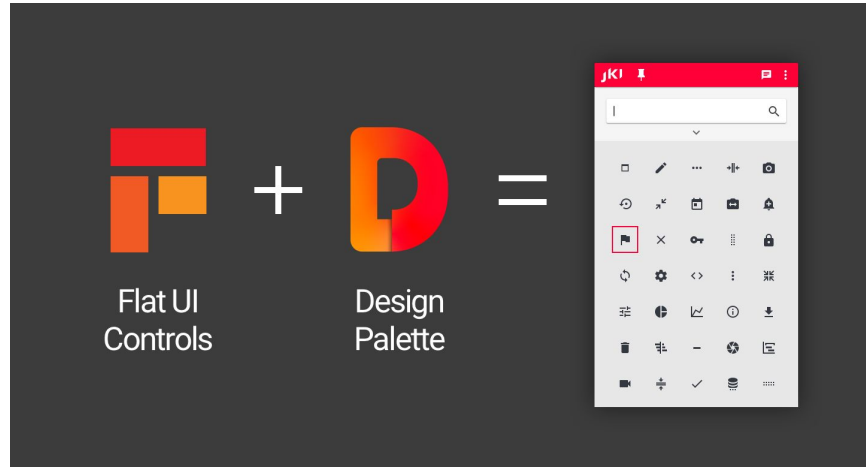 Flat UI
Controls
+
Design
Palette
=
JKI